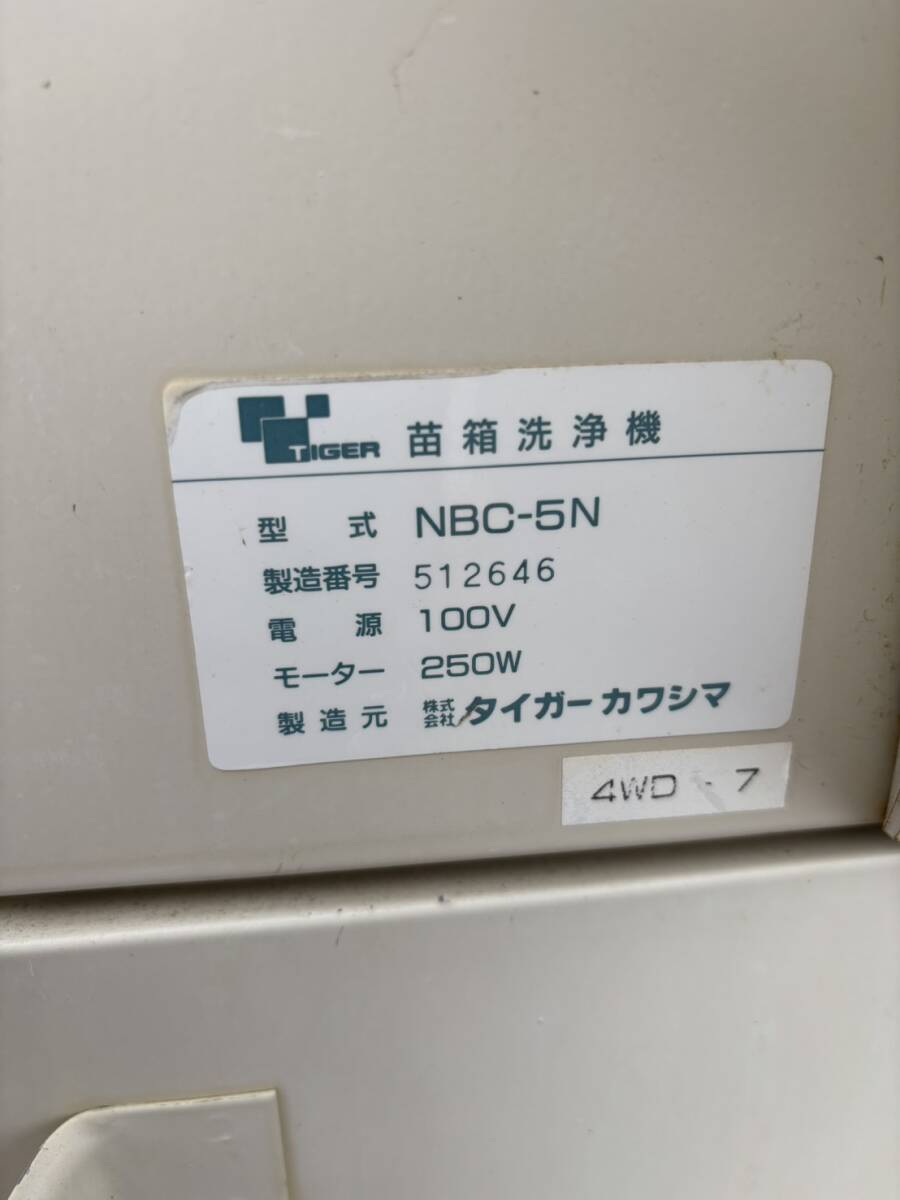 TIGER 苗箱洗浄機
型式 NBC-5N
製造番号 512646
電源 100V
モーター 250W
製造元 株式会社タイガーカワシマ
4WD - 7